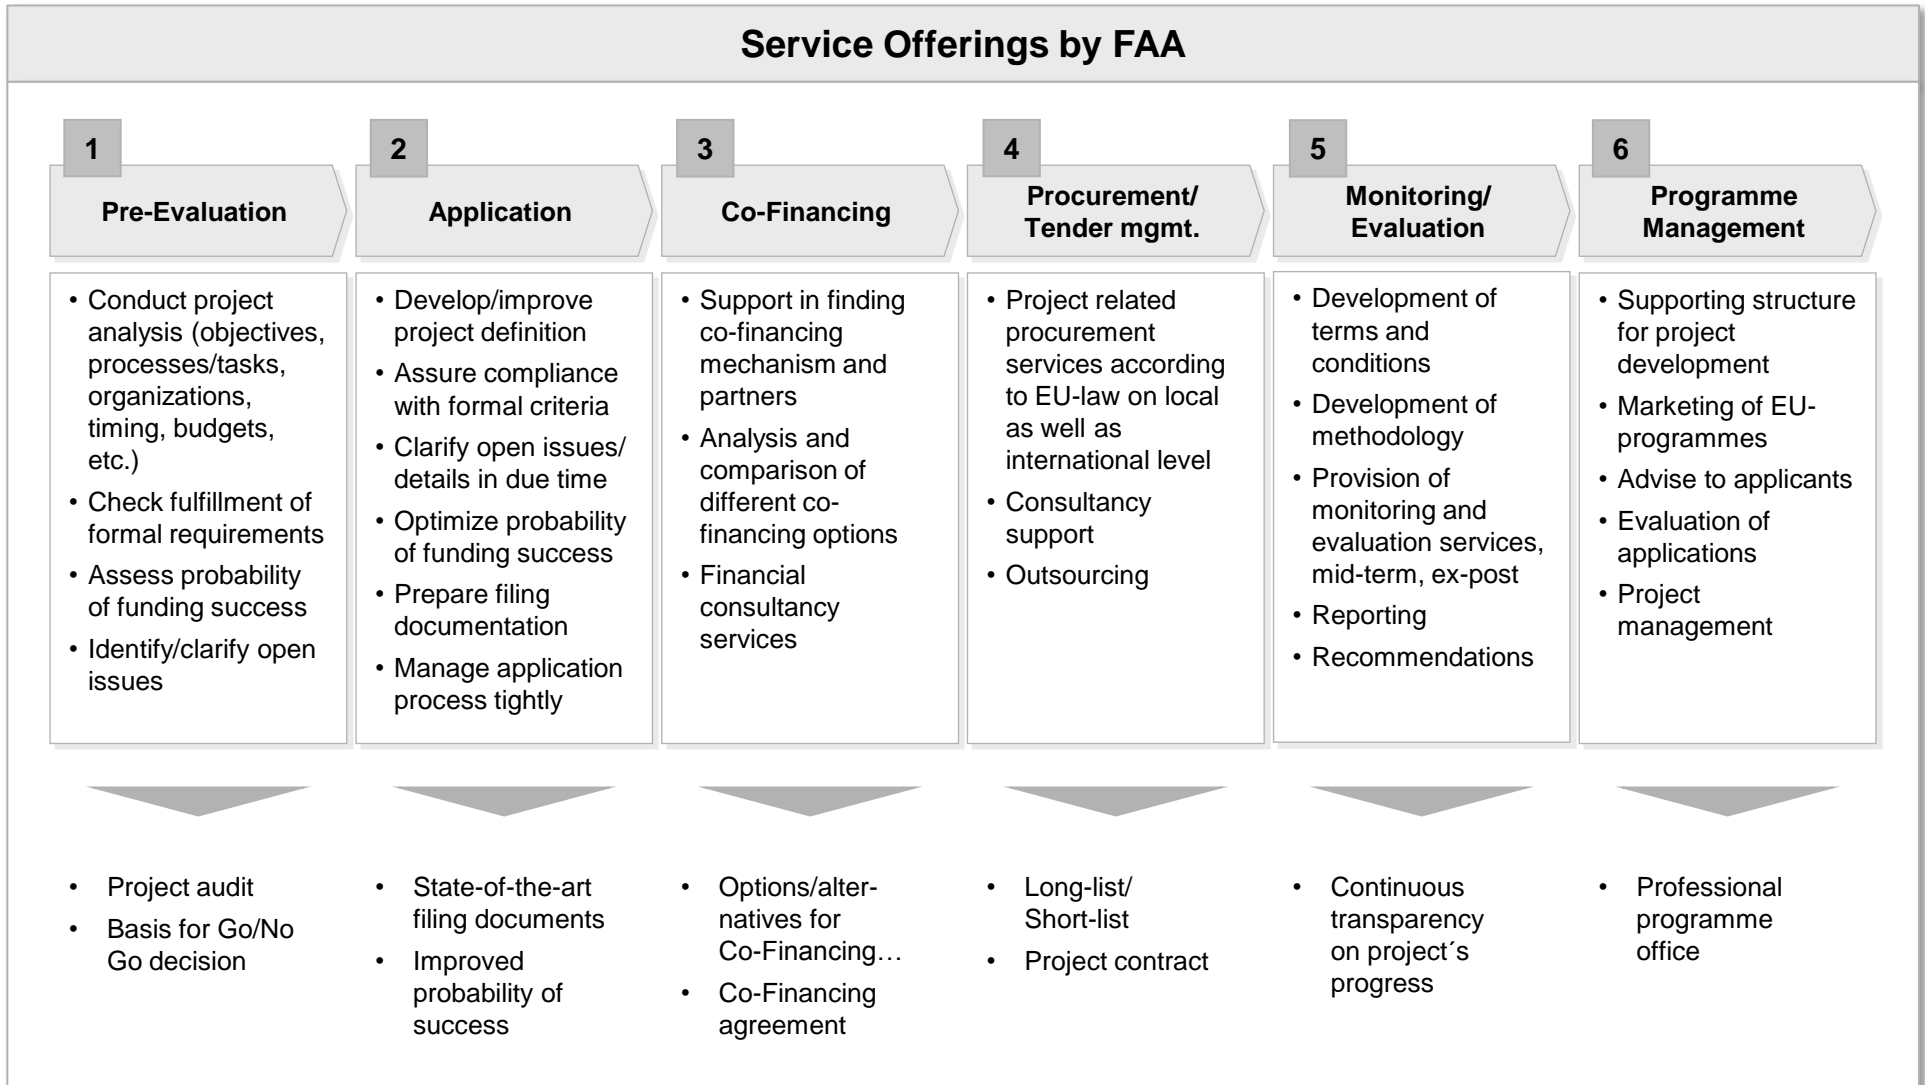 Service Offerings by FAA
1
Pre-Evaluation
• Conduct project
analysis (objectives,
processes/tasks,
organizations,
timing, budgets,
etc.)
• Check fulfillment of
formal requirements
• Assess probability
of funding success
• Identify/clarify open
issues
• Project audit
• Basis for Go/No
Go decision
2
Application
• Develop/improve
project definition
• Assure compliance
with formal criteria
• Clarify open issues/
details in due time
• Optimize probability
of funding success
• Prepare filing
documentation
• Manage application
process tightly
• State-of-the-art
filing documents
• Improved
probability of
success
3
Co-Financing
• Support in finding
co-financing
mechanism and
partners
• Analysis and
comparison of
different co-
financing options
• Financial
consultancy
services
• Options/alter-
natives for
Co-Financing…
• Co-Financing
agreement
4
Procurement/
Tender mgmt.
• Project related
procurement
services according
to EU-law on local
as well as
international level
• Consultancy
support
• Outsourcing
• Long-list/
Short-list
• Project contract
5
Monitoring/
Evaluation
• Development of
terms and
conditions
• Development of
methodology
• Provision of
monitoring and
evaluation services,
mid-term, ex-post
• Reporting
• Recommendations
• Continuous
transparency
on project´s
progress
6
Programme
Management
• Supporting structure
for project
development
• Marketing of EU-
programmes
• Advise to applicants
• Evaluation of
applications
• Project
management
• Professional
programme
office